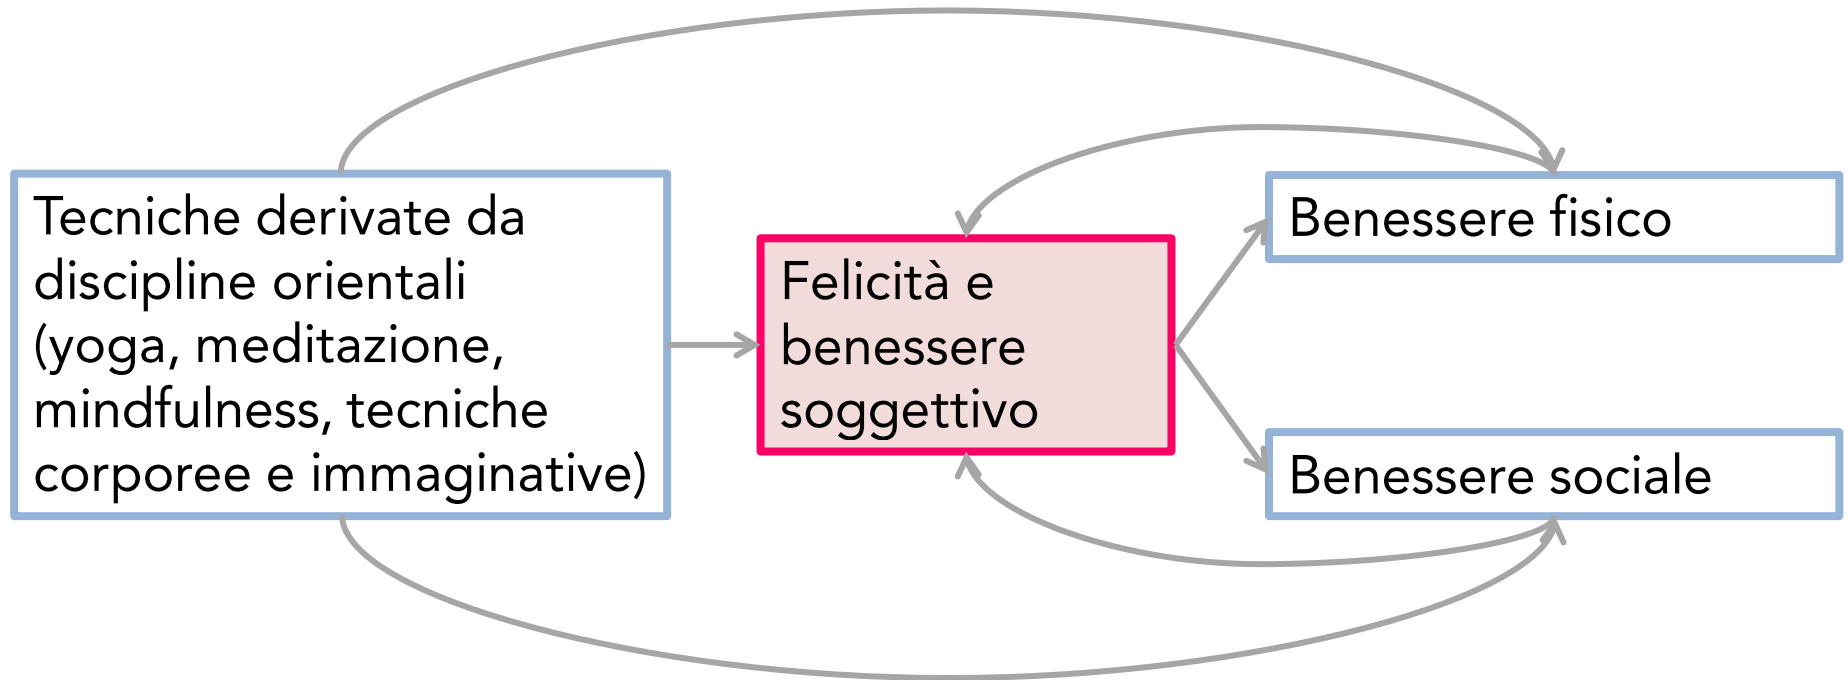 Tecniche derivate da
discipline orientali
(yoga, meditazione,
mindfulness, tecniche
corporee e immaginative)
Felicità e
benessere
soggettivo
Benessere fisico
Benessere sociale